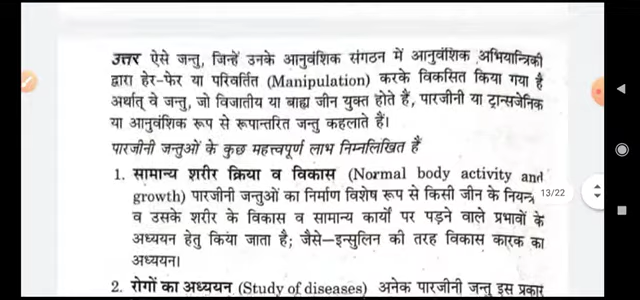 उत्तर ऐसे जन्तु, जिन्हें उनके आनुवंशिक संगठन में आनुवंशिक अभियान्त्रिकी
द्वारा हेर-फेर या परिवर्तित (Manipulation) करके विकसित किया गया है
अर्थात् वे जन्तु, जो विजातीय या बाह्य जीन युक्त होते हैं, पारजीनी या ट्रान्सजेनिक
या आनुवंशिक रूप से रूपान्तरित जन्तु कहलाते हैं।
पारजीनी जन्तुओं के कुछ महत्त्वपूर्ण लाभ निम्नलिखित हैं
1. सामान्य शरीर क्रिया व विकास (Normal body activity and
growth) पारजीनी जन्तुओं का निर्माण विशेष रूप से किसी जीन के नियन्त्र
13/22
व उसके शरीर के विकास व सामान्य कार्यों पर पड़ने वाले प्रभावों के
अध्ययन हेतु किया जाता है; जैसे—इन्सुलिन की तरह विकास कारक का
अध्ययन।
2. रोगों का अध्ययन (Study of diseases) अनेक पारजीनी जन्तु इस प्रकार